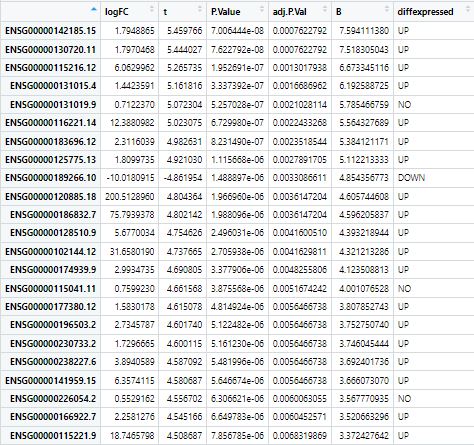 logFC t P.Value adj.P.Val B diffexpressed
ENSG00000142185.15 1.7948865 5.459766 7.006444e-08 0.0007622792 7.594111380 UP
ENSG00000130720.11 1.7970468 5.444027 7.622792e-08 0.0007622792 7.518305043 UP
ENSG00000115216.12 6.0629962 5.265735 1.952691e-07 0.0013017938 6.673345116 UP
ENSG00000131015.4 1.4423591 5.161816 3.337392e-07 0.0016686962 6.192588725 UP
ENSG00000131019.9 0.7122370 5.072304 5.257028e-07 0.0021028114 5.785466759 NO
ENSG00000116221.14 12.3880982 5.023075 6.729980e-07 0.0022433268 5.564327689 UP
ENSG00000183696.12 2.3116039 4.982631 8.231490e-07 0.0023518544 5.384121171 UP
ENSG00000125775.13 1.8099735 4.921030 1.115668e-06 0.0027891705 5.112213333 UP
ENSG00000189266.10 -10.0180915 -4.861954 1.488897e-06 0.0033086611 4.854356773 DOWN
ENSG00000120885.18 200.5128960 4.804364 1.966960e-06 0.0036147204 4.605744608 UP
ENSG00000186832.7 75.7939378 4.802142 1.988096e-06 0.0036147204 4.596205837 UP
ENSG00000128510.9 5.6770034 4.754626 2.496031e-06 0.0041600510 4.393218944 UP
ENSG00000102144.12 31.6580190 4.737665 2.705938e-06 0.0041629811 4.321213286 UP
ENSG00000174939.9 2.9934735 4.690805 3.377906e-06 0.0048255806 4.123508813 UP
ENSG00000115041.11 0.7599230 4.661568 3.875568e-06 0.0051674242 4.001076528 NO
ENSG00000177380.12 1.5830178 4.615078 4.814924e-06 0.0056466738 3.807852743 UP
ENSG00000196503.2 2.7345787 4.601740 5.122482e-06 0.0056466738 3.752750740 UP
ENSG00000230733.2 1.7296665 4.600115 5.161230e-06 0.0056466738 3.746045444 UP
ENSG00000238227.6 3.8940589 4.587092 5.481996e-06 0.0056466738 3.692401736 UP
ENSG00000141959.15 6.3574115 4.580687 5.646674e-06 0.0056466738 3.666073070 UP
ENSG00000226054.2 0.5529162 4.556702 6.306621e-06 0.0060063055 3.567770935 NO
ENSG00000166922.7 2.2581276 4.545166 6.649783e-06 0.0060452571 3.520663296 UP
ENSG00000115221.9 18.7465798 4.508687 7.856785e-06 0.0068319869 3.372427642 UP